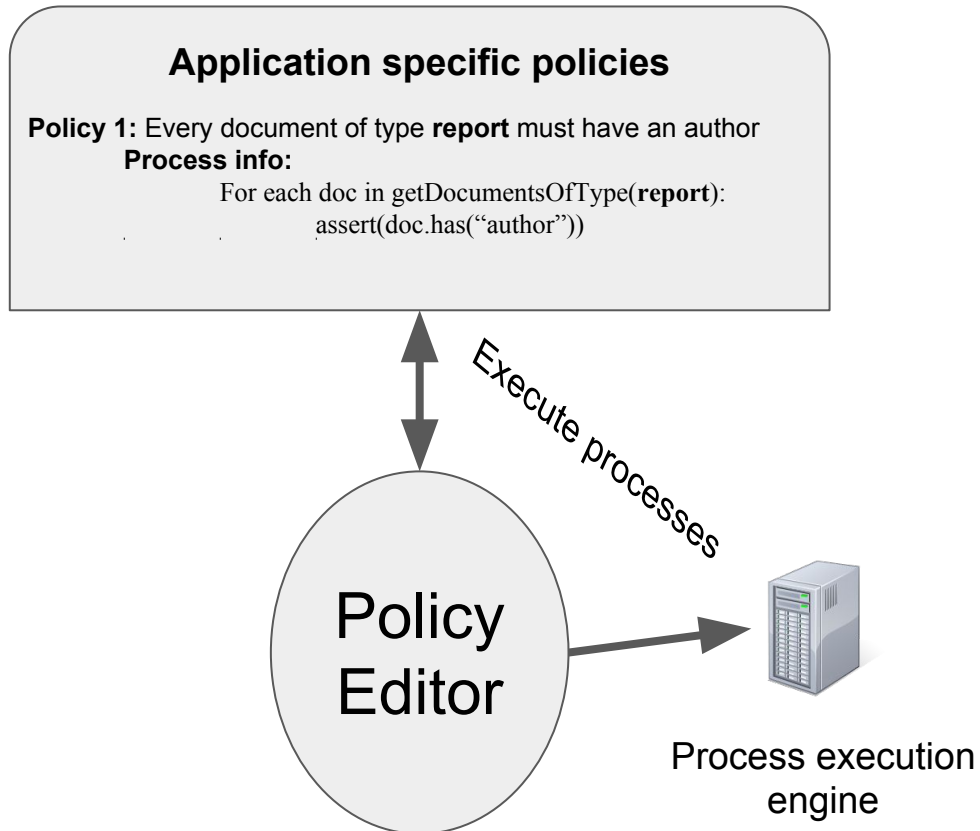 Application specific policies
Policy 1: Every document of type report must have an author
Process info:
For each doc in getDocumentsOfType(report):
assert(doc.has(“author”))
Execute processes
Policy
Editor
Process execution
engine